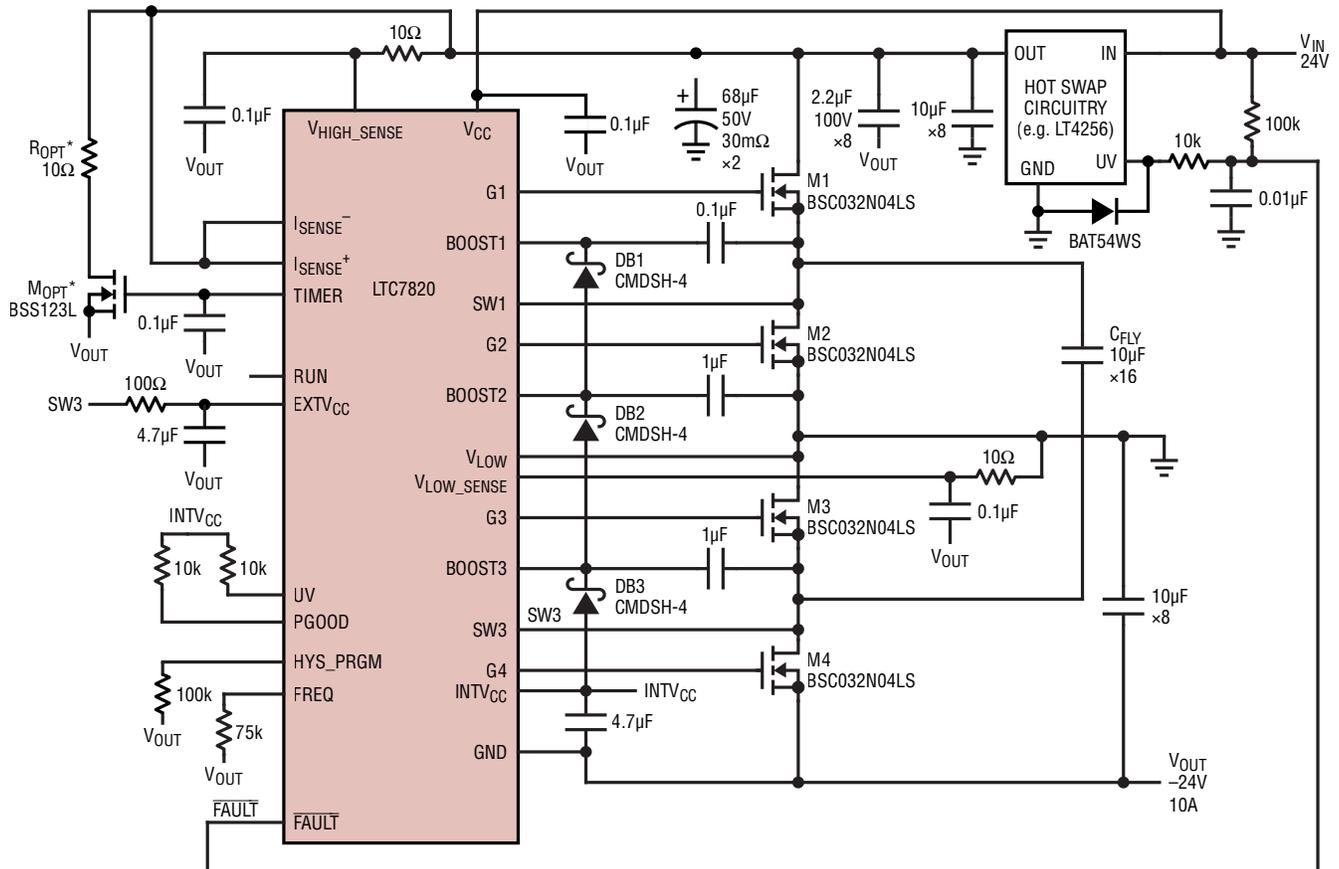 10Ω
V_IN
24V
OUT
IN
HOT SWAP
CIRCUITRY
(e.g. LT4256)
GND
UV
100k
10k
0.01µF
BAT54WS
0.1µF
V_OUT
V_HIGH_SENSE
V_CC
0.1µF
V_OUT
+
68µF
50V
30mΩ
×2
2.2µF
100V
×8
V_OUT
10µF
×8
R_OPT*
10Ω
M_OPT*
BSS123L
V_OUT
I_SENSE⁻
I_SENSE⁺
TIMER
0.1µF
V_OUT
RUN
SW3
100Ω
EXTV_CC
4.7µF
V_OUT
INTV_CC
10k
10k
UV
PGOOD
HYS_PRGM
100k
V_OUT
FREQ
75k
V_OUT
FAULT
FAULT
LTC7820
G1
BOOST1
SW1
G2
BOOST2
V_LOW
V_LOW_SENSE
G3
BOOST3
SW3
G4
INTV_CC
GND
0.1µF
DB1
CMDSH-4
1µF
DB2
CMDSH-4
1µF
DB3
CMDSH-4
SW3
INTV_CC
4.7µF
M1
BSC032N04LS
M2
BSC032N04LS
M3
BSC032N04LS
M4
BSC032N04LS
C_FLY
10µF
×16
10Ω
0.1µF
V_OUT
10µF
×8
V_OUT
–24V
10A